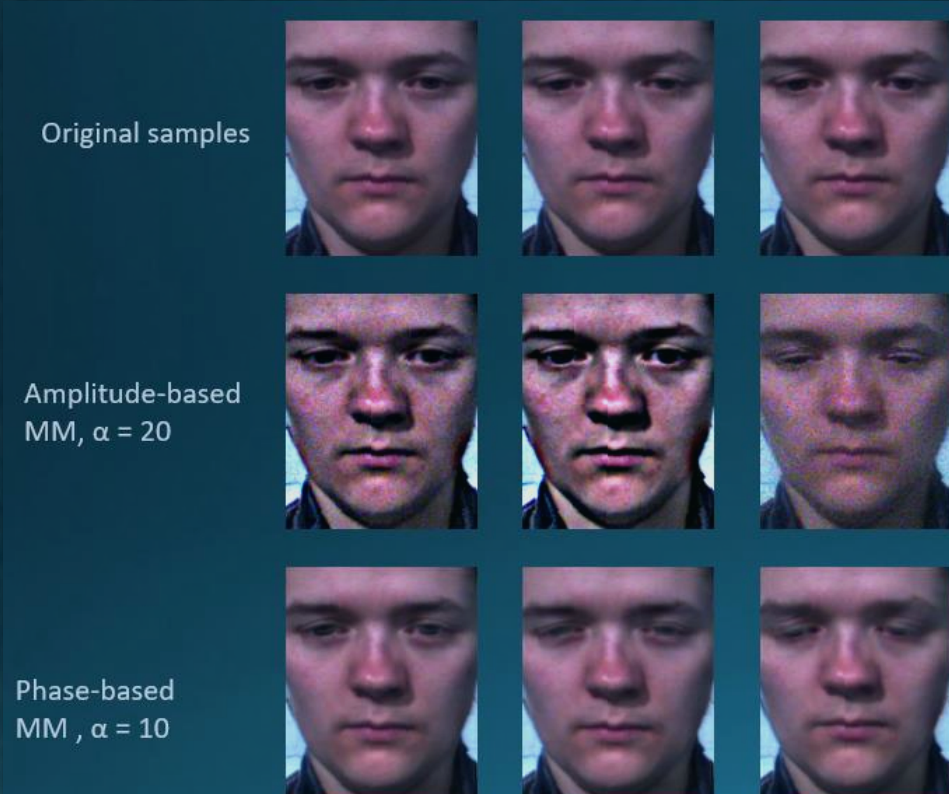 Original samples
Amplitude-based
MM, α = 20
Phase-based
MM , α = 10